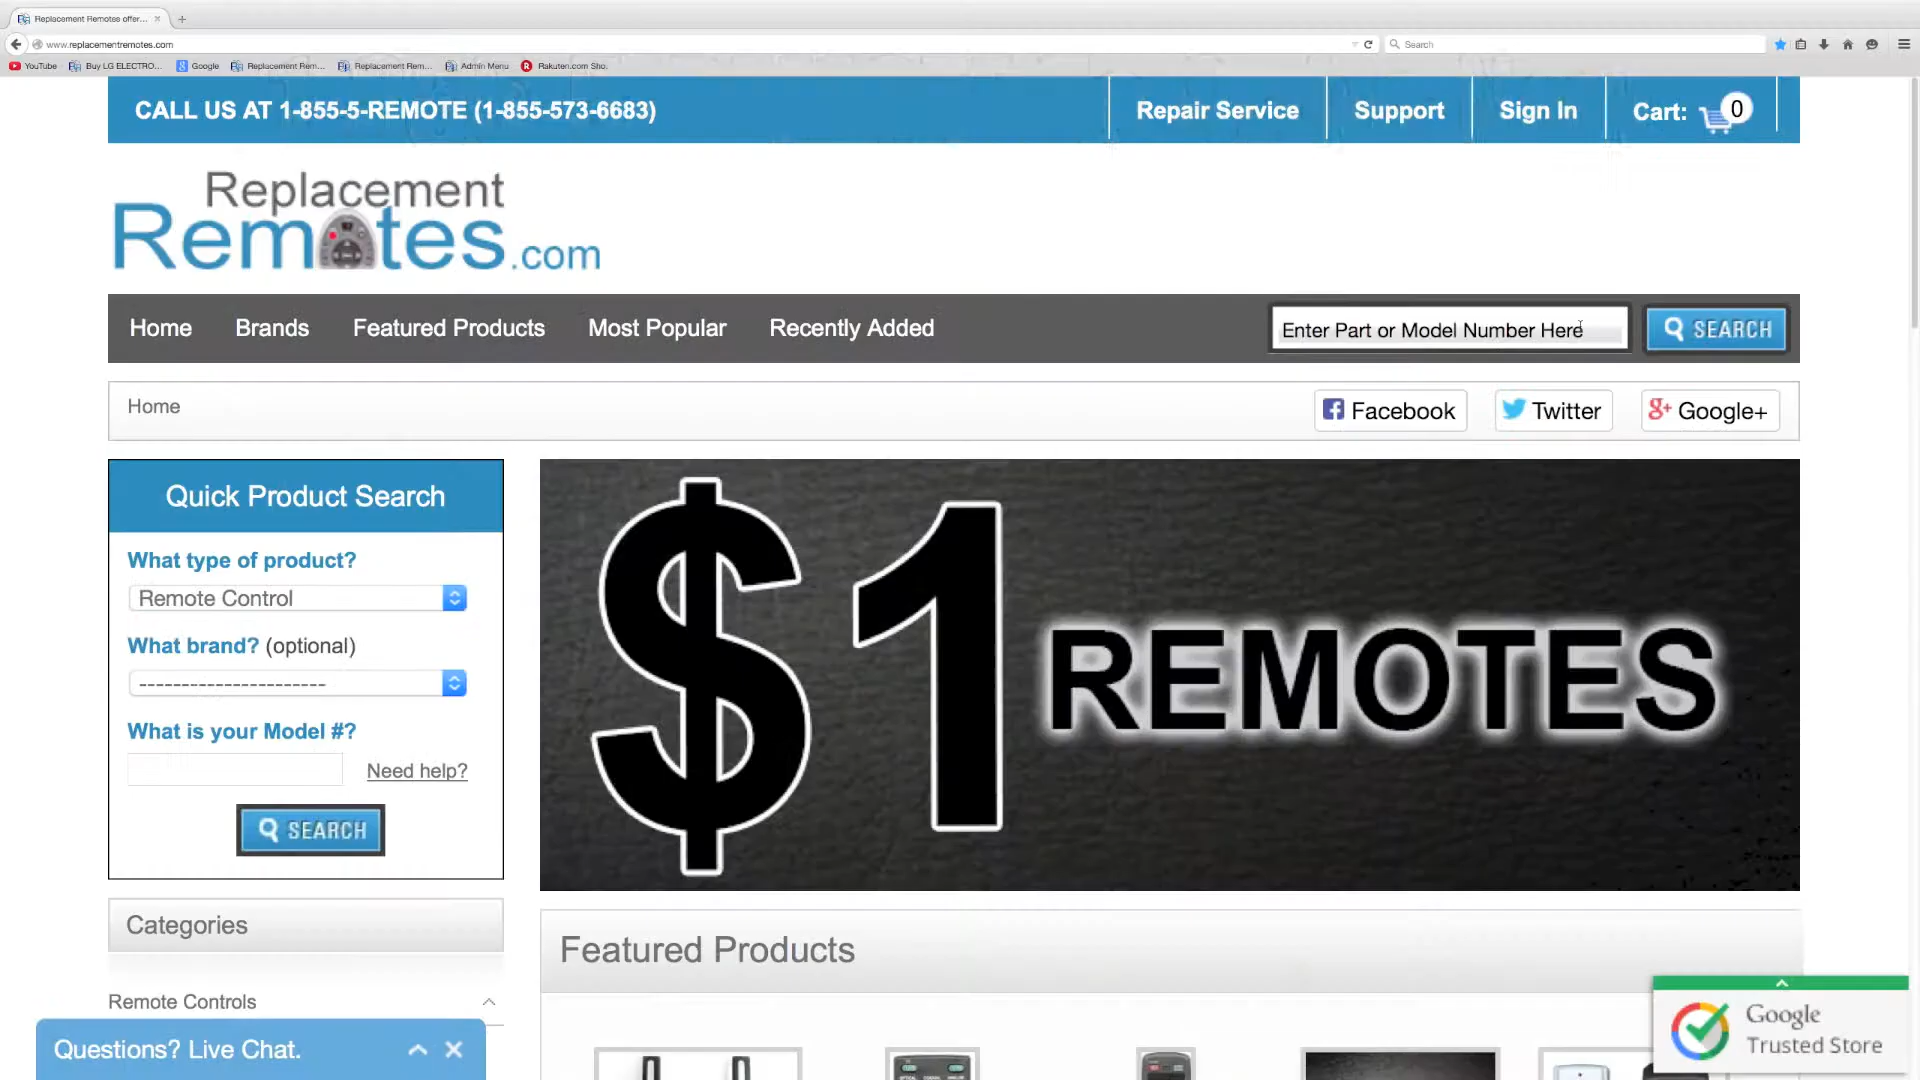 Replacement Remotes offer...
www.replacementremotes.com
Search
YouTube
Buy LG ELECTRO...
Google
Replacement Rem...
Replacement Rem...
Admin Menu
Rakuten.com Sho.
CALL US AT 1-855-5-REMOTE (1-855-573-6683)
Repair Service
Support
Sign In
Cart: 0
Replacement
Remotes.com
Home
Brands
Featured Products
Most Popular
Recently Added
Enter Part or Model Number Here
SEARCH
Home
Facebook
Twitter
Google+
Quick Product Search
What type of product?
Remote Control
What brand? (optional)
----------------------
What is your Model #?
Need help?
SEARCH
$1 REMOTES
Categories
Featured Products
Remote Controls
Questions? Live Chat.
Google
Trusted Store